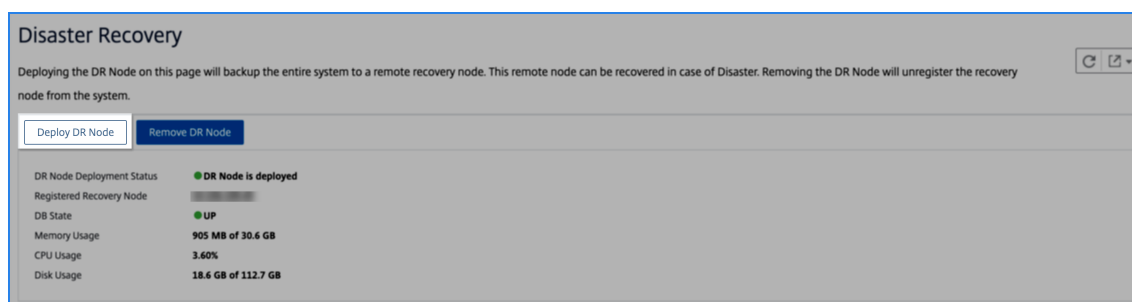 Disaster Recovery
Deploying the DR Node on this page will backup the entire system to a remote recovery node. This remote node can be recovered in case of Disaster. Removing the DR Node will unregister the recovery
node from the system.
Deploy DR Node Remove DR Node
DR Node Deployment Status DR Node is deployed
Registered Recovery Node
DB State UP
Memory Usage 905 MB of 30.6 GB
CPU Usage 3.60%
Disk Usage 18.6 GB of 112.7 GB